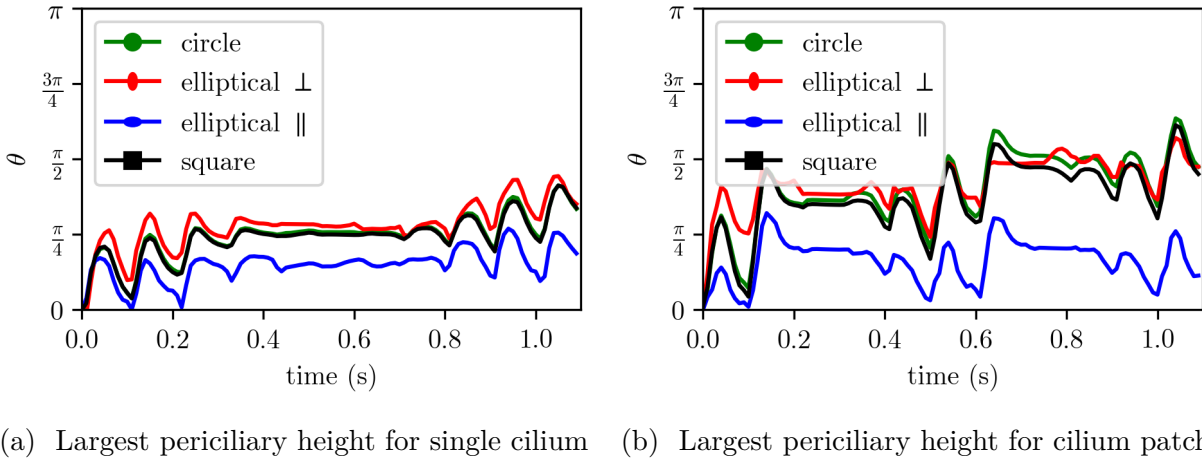 π
3π/4
π/2
π/4
0
θ
circle
elliptical ⊥
elliptical ∥
square
0.0 0.2 0.4 0.6 0.8 1.0
time (s)
(a) Largest periciliary height for single cilium
π
3π/4
π/2
π/4
0
θ
circle
elliptical ⊥
elliptical ∥
square
0.0 0.2 0.4 0.6 0.8 1.0
time (s)
(b) Largest periciliary height for cilium patch